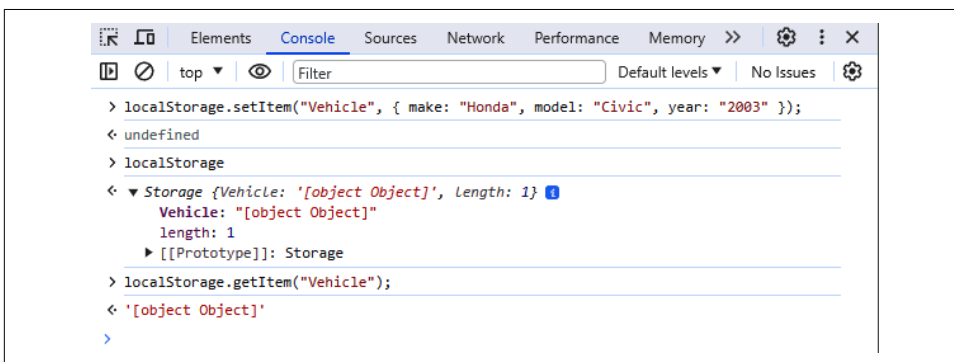 Elements Console Sources Network Performance Memory
top Filter Default levels No Issues
> localStorage.setItem("Vehicle", { make: "Honda", model: "Civic", year: "2003" });
undefined
> localStorage
Storage {Vehicle: '[object Object]', length: 1}
Vehicle: "[object Object]"
length: 1
[[Prototype]]: Storage
> localStorage.getItem("Vehicle");
'[object Object]'
>